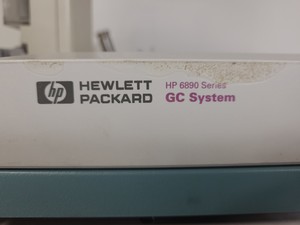 hp HEWLETT
PACKARD
HP 6890 Series
GC System